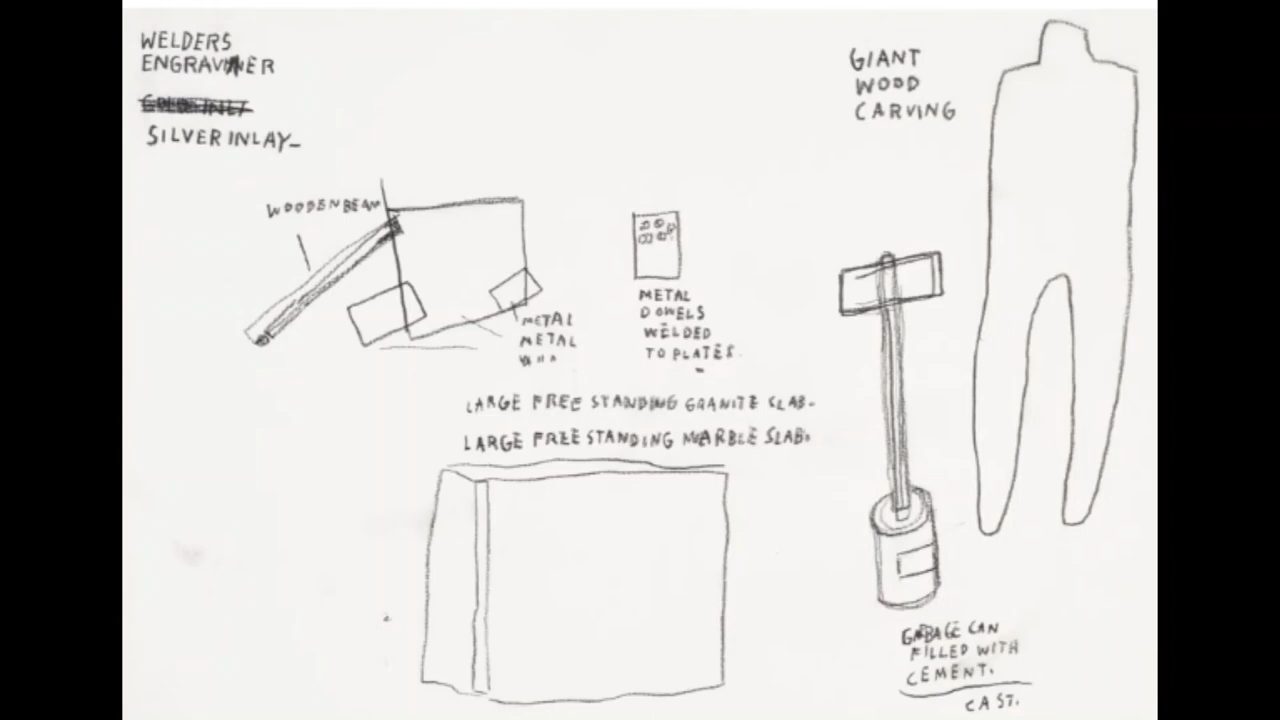 WELDERS
ENGRAVER
SILVER INLAY_
WOODEN BEAM
METAL
METAL
METAL
DOWELS
WELDED
TO PLATES.
LARGE FREE STANDING GRANITE SLAB.
LARGE FREE STANDING MARBLE SLAB.
GIANT
WOOD
CARVING
GARBAGE CAN
FILLED WITH
CEMENT.
CAST.